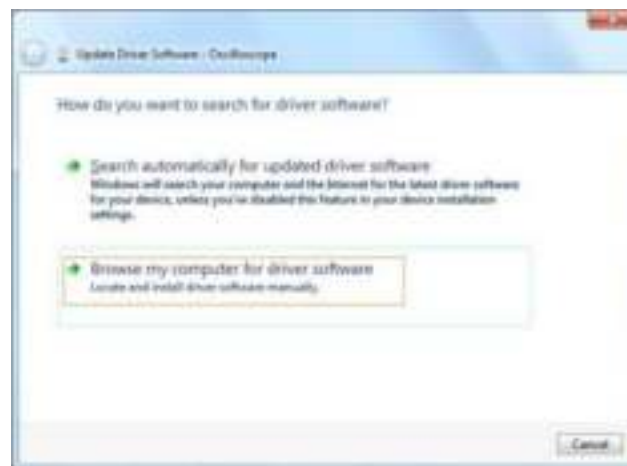 Update Driver Software - Oscilloscope
How do you want to search for driver software?
Search automatically for updated driver software
Windows will search your computer and the Internet for the latest driver software
for your device, unless you've disabled this feature in your device installation
settings.
Browse my computer for driver software
Locate and install driver software manually.
Cancel